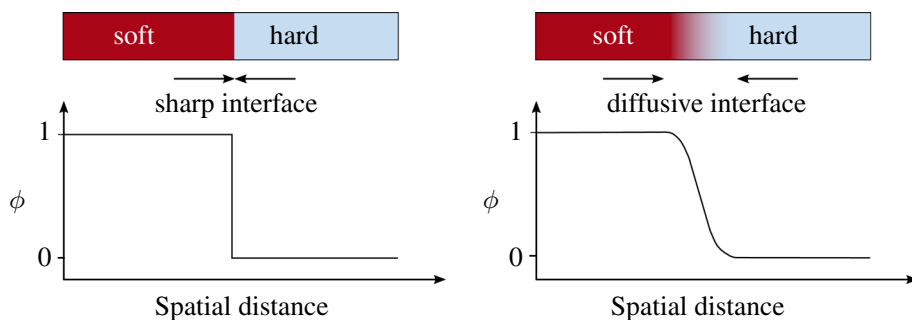 soft hard
sharp interface
1
ϕ
0
Spatial distance
soft hard
diffusive interface
1
ϕ
0
Spatial distance